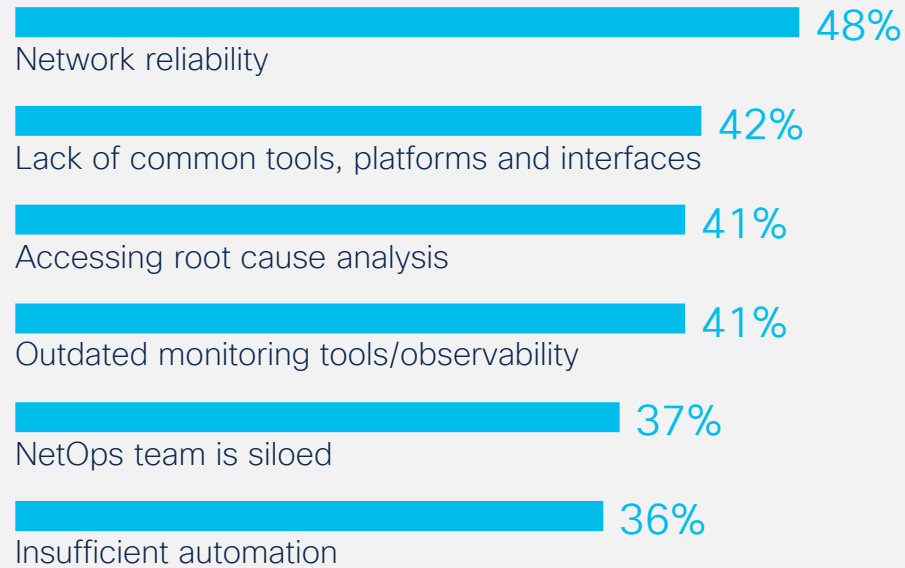 48%
Network reliability
42%
Lack of common tools, platforms and interfaces
41%
Accessing root cause analysis
41%
Outdated monitoring tools/observability
37%
NetOps team is siloed
36%
Insufficient automation